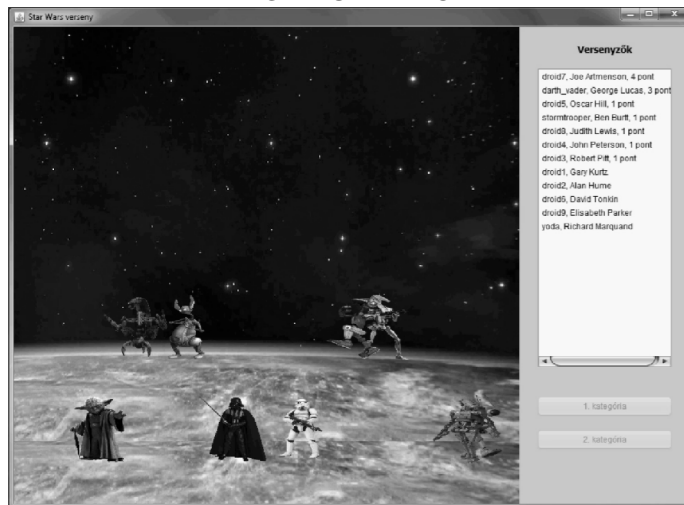 Star Wars verseny
Versenyzők
droid7, Joe Artmenson, 4 pont
darth_vader, George Lucas, 3 pont
droid5, Oscar Hill, 1 pont
stormtrooper, Ben Burtt, 1 pont
droid8, Judith Lewis, 1 pont
droid4, John Peterson, 1 pont
droid3, Robert Pitt, 1 pont
droid1, Gary Kurtz
droid2, Alan Hume
droid6, David Tonkin
droid9, Elisabeth Parker
yoda, Richard Marquand
1. kategória
2. kategória